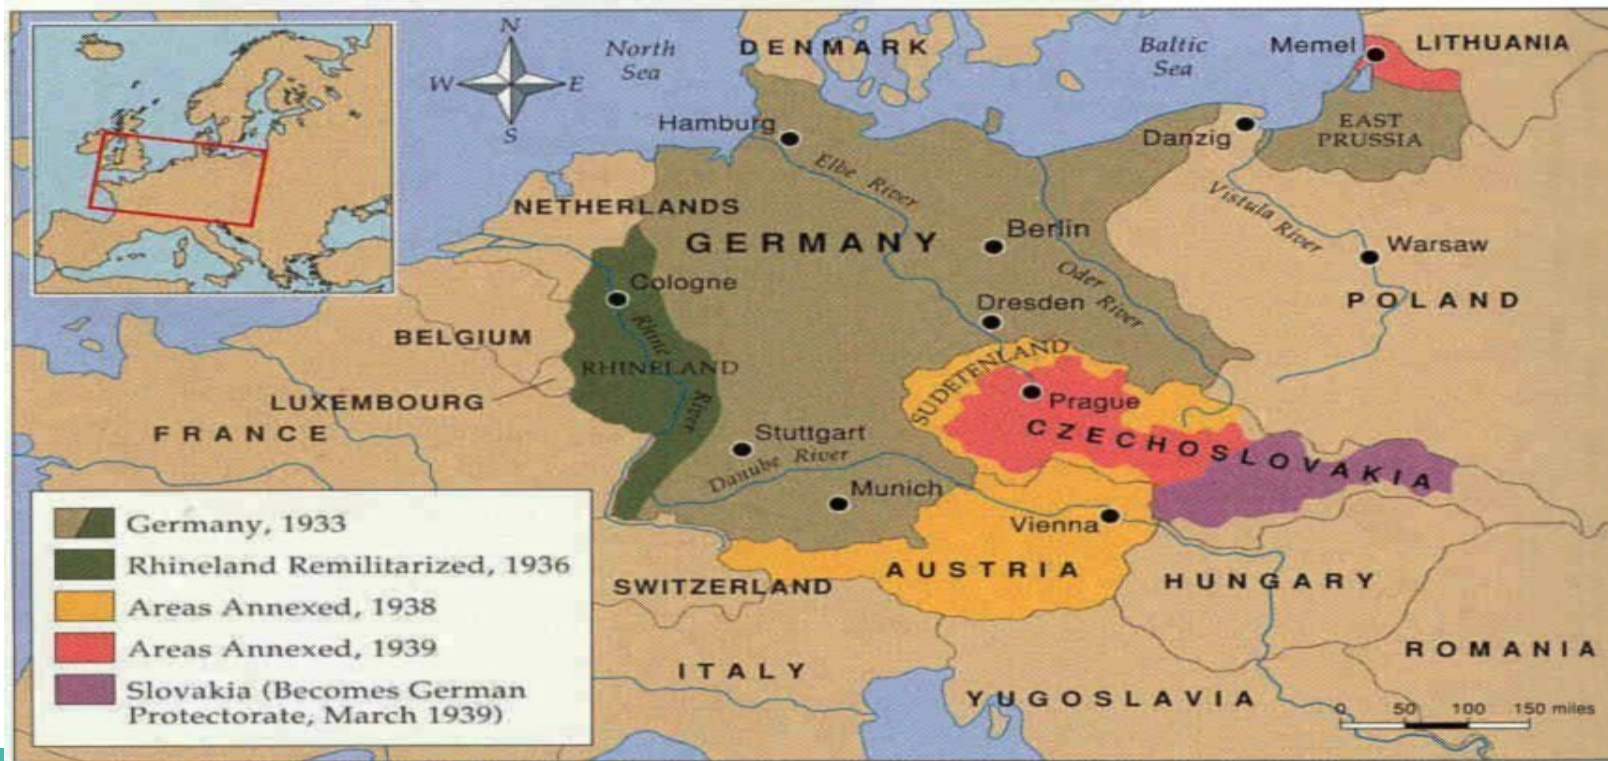 N
W E
S
North
Sea
DENMARK
Baltic
Sea
Memel
LITHUANIA
Hamburg
Danzig
EAST
PRUSSIA
Elbe River
Vistula River
NETHERLANDS
GERMANY
Berlin
Warsaw
Cologne
Oder River
Dresden
POLAND
BELGIUM
Rhine
River
RHINELAND
SUDETENLAND
Prague
LUXEMBOURG
FRANCE
Stuttgart
CZECHOSLOVAKIA
Danube River
Munich
Vienna
AUSTRIA
SWITZERLAND
HUNGARY
ITALY
ROMANIA
YUGOSLAVIA
0 50 100 150 miles
Germany, 1933
Rhineland Remilitarized, 1936
Areas Annexed, 1938
Areas Annexed, 1939
Slovakia (Becomes German
Protectorate, March 1939)